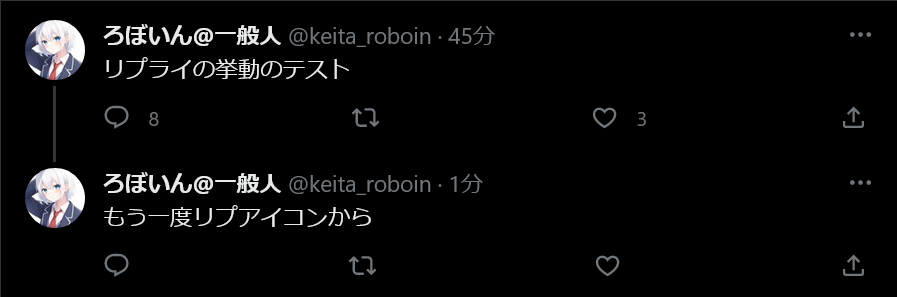 ろぼいん@一般人 @keita_roboin · 45分
リプライの挙動のテスト
8 3
ろぼいん@一般人 @keita_roboin · 1分
もう一度リプアイコンから